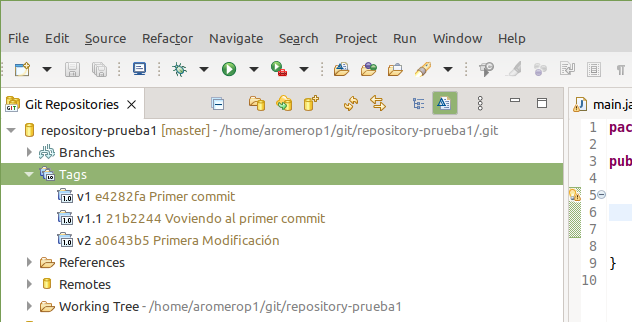 File Edit Source Refactor Navigate Search Project Run Window Help
Git Repositories
main.ja
repository-prueba1 [master] - /home/aromerop1/git/repository-prueba1/.git
Branches
Tags
v1 e4282fa Primer commit
v1.1 21b2244 Voviendo al primer commit
v2 a0643b5 Primera Modificación
References
Remotes
Working Tree - /home/aromerop1/git/repository-prueba1
1 pac
2
3 pub
4
5
6
7
8
9 }
10